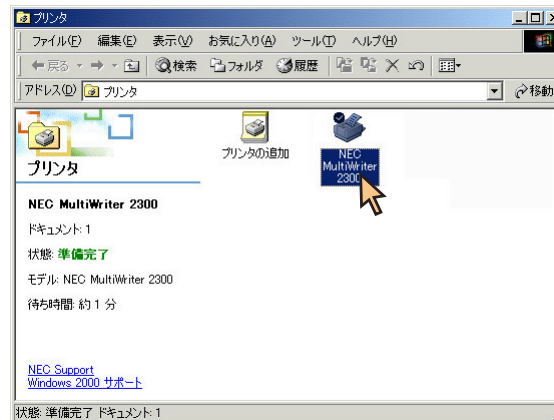 プリンタ
ファイル(F) 編集(E) 表示(V) お気に入り(A) ツール(T) ヘルプ(H)
戻る 検索 フォルダ 履歴
アドレス(D) プリンタ 移動
プリンタ
プリンタの追加
NEC
MultiWriter
2300
NEC MultiWriter 2300
ドキュメント: 1
状態: 準備完了
モデル: NEC MultiWriter 2300
待ち時間: 約 1 分
NEC Support
Windows 2000 サポート
状態: 準備完了 ドキュメント: 1